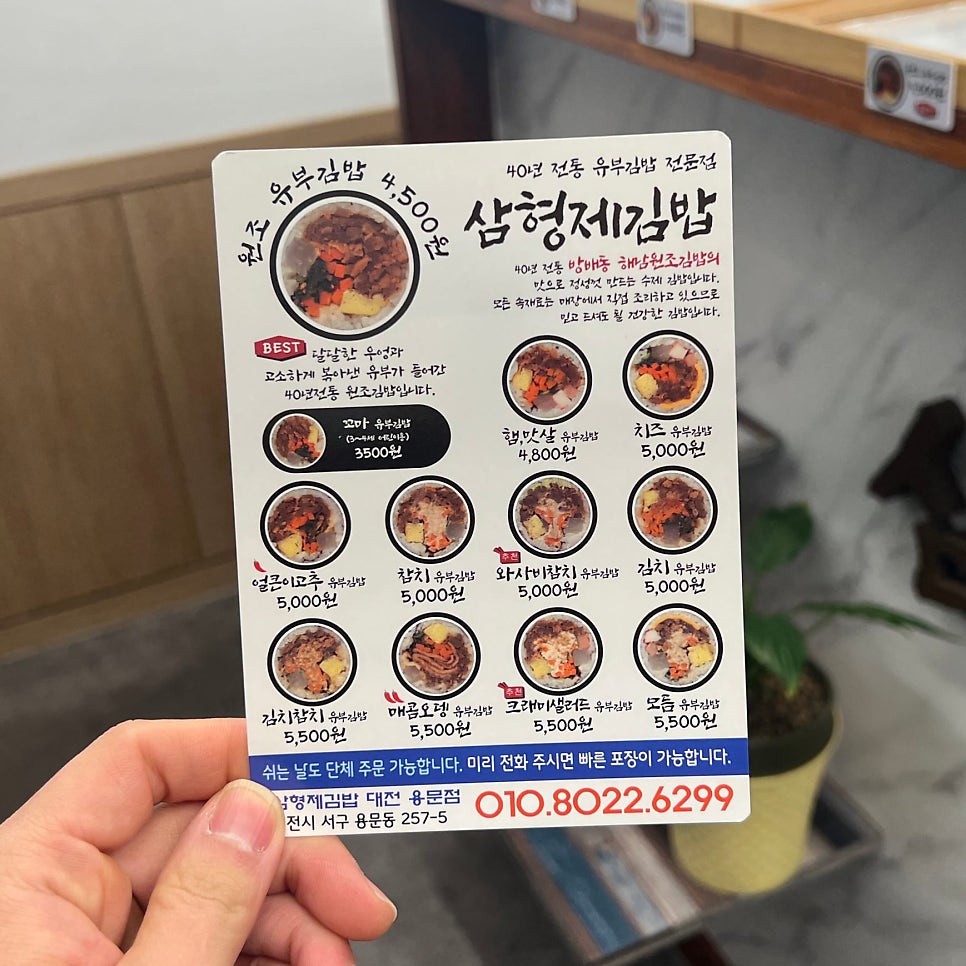 원조 유부김밥 4,500원
40년 전통 유부김밥 전문점
삼형제김밥
40년 전통 방배동 해남원조김밥의
맛으로 정성껏 만드는 수제 김밥입니다.
모든 속재료는 매장에서 직접 조리하고 있으므로
믿고 드셔도 될 건강한 김밥입니다.
BEST 달달한 우엉과
고소하게 볶아낸 유부가 들어간
40년전통 원조김밥입니다.
꼬마 유부김밥
(3~4세 어린이용)
3500원
햄,맛살 유부김밥
4,800원
치즈 유부김밥
5,000원
얼큰이고추 유부김밥
5,000원
참치 유부김밥
5,000원
추천
와사비참치 유부김밥
5,000원
김치 유부김밥
5,000원
김치참치 유부김밥
5,500원
매콤오뎅 유부김밥
5,500원
추천
크래미샐러드 유부김밥
5,500원
모듬 유부김밥
5,500원
쉬는 날도 단체 주문 가능합니다. 미리 전화 주시면 빠른 포장이 가능합니다.
삼형제김밥 대전 용문점
전시 서구 용문동 257-5
010.8022.6299